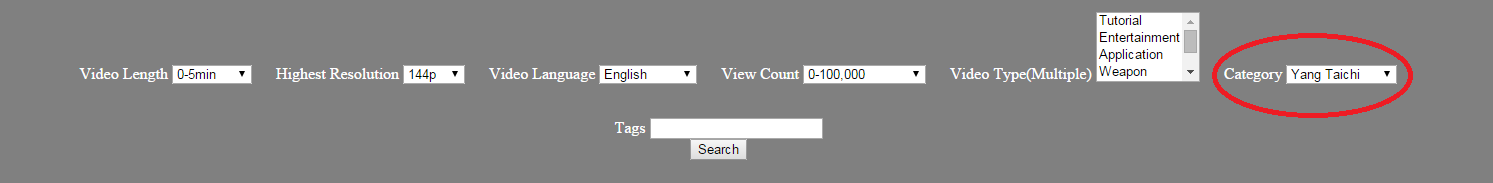 Video Length 0-5min Highest Resolution 144p Video Language English View Count 0-100,000 Video Type(Multiple) Category Yang Taichi
Tutorial
Entertainment
Application
Weapon
Tags
Search